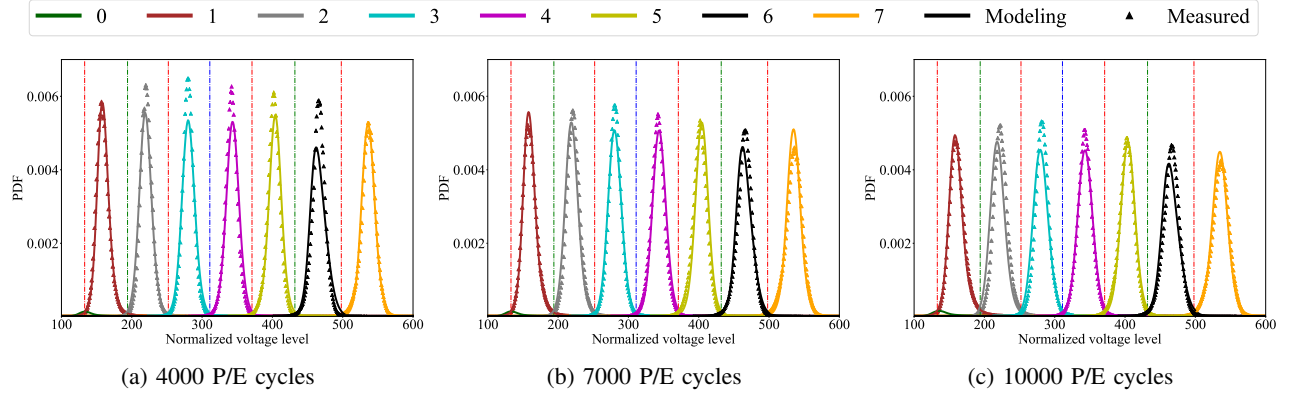 0 1 2 3 4 5 6 7 Modeling Measured
0.006
0.004
0.002
PDF
100 200 300 400 500 600
Normalized voltage level
(a) 4000 P/E cycles
0.006
0.004
0.002
PDF
100 200 300 400 500 600
Normalized voltage level
(b) 7000 P/E cycles
0.006
0.004
0.002
PDF
100 200 300 400 500 600
Normalized voltage level
(c) 10000 P/E cycles